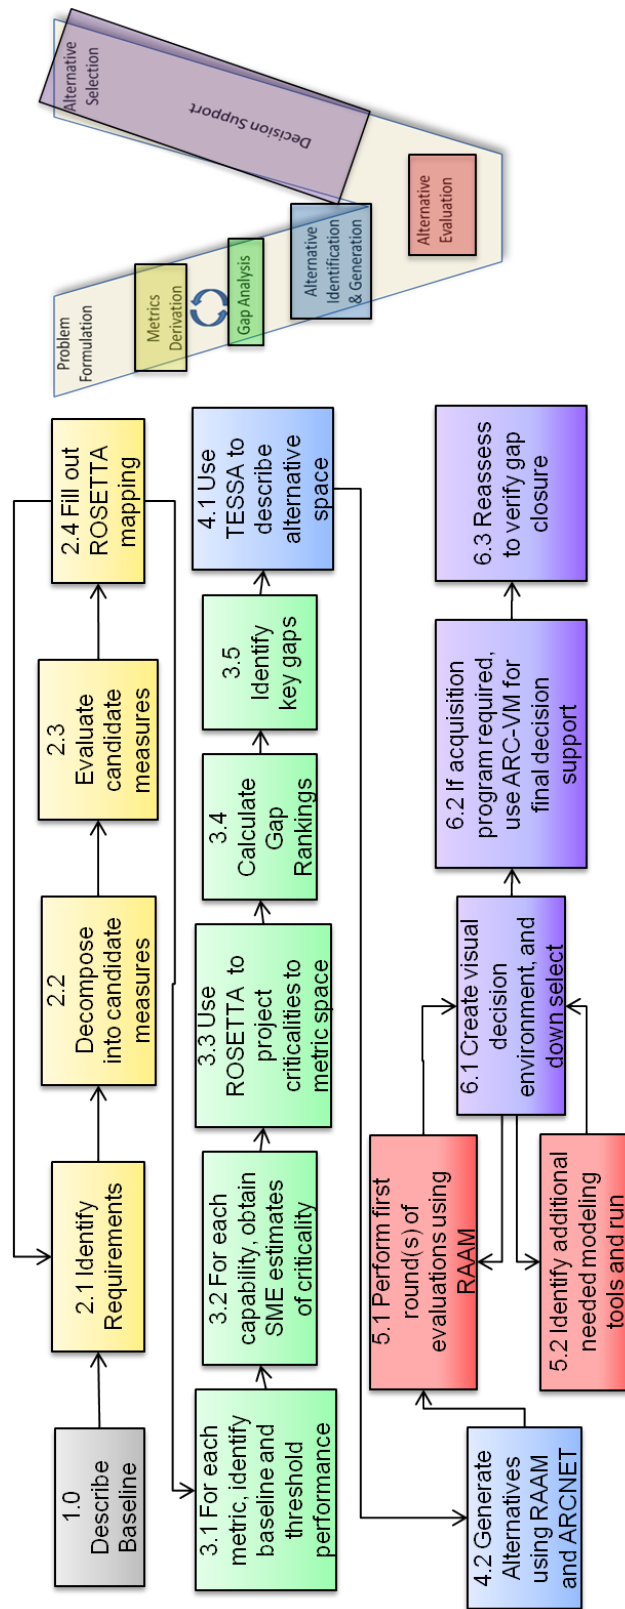 1.0
Describe
Baseline
2.1 Identify
Requirements
2.2
Decompose
into candidate
measures
2.3
Evaluate
candidate
measures
2.4 Fill out
ROSETTA
mapping
3.1 For each
metric, identify
baseline and
threshold
performance
3.2 For each
capability, obtain
SME estimates
of criticality
3.3 Use
ROSETTA to
project
criticalities to
metric space
3.4
Calculate
Gap
Rankings
3.5
Identify
key gaps
4.1 Use
TESSA to
describe
alternative
space
4.2 Generate
Alternatives
using RAAM
and ARCNET
5.1 Perform first
round(s) of
evaluations using
RAAM
5.2 Identify additional
needed modeling
tools and run
6.1 Create visual
decision
environment, and
down select
6.2 If acquisition
program required,
use ARC-VM for
final decision
support
6.3 Reassess
to verify gap
closure
Problem
Formulation
Metrics
Derivation
Gap Analysis
Alternative
Identification
& Generation
Alternative
Evaluation
Decision Support
Alternative
Selection